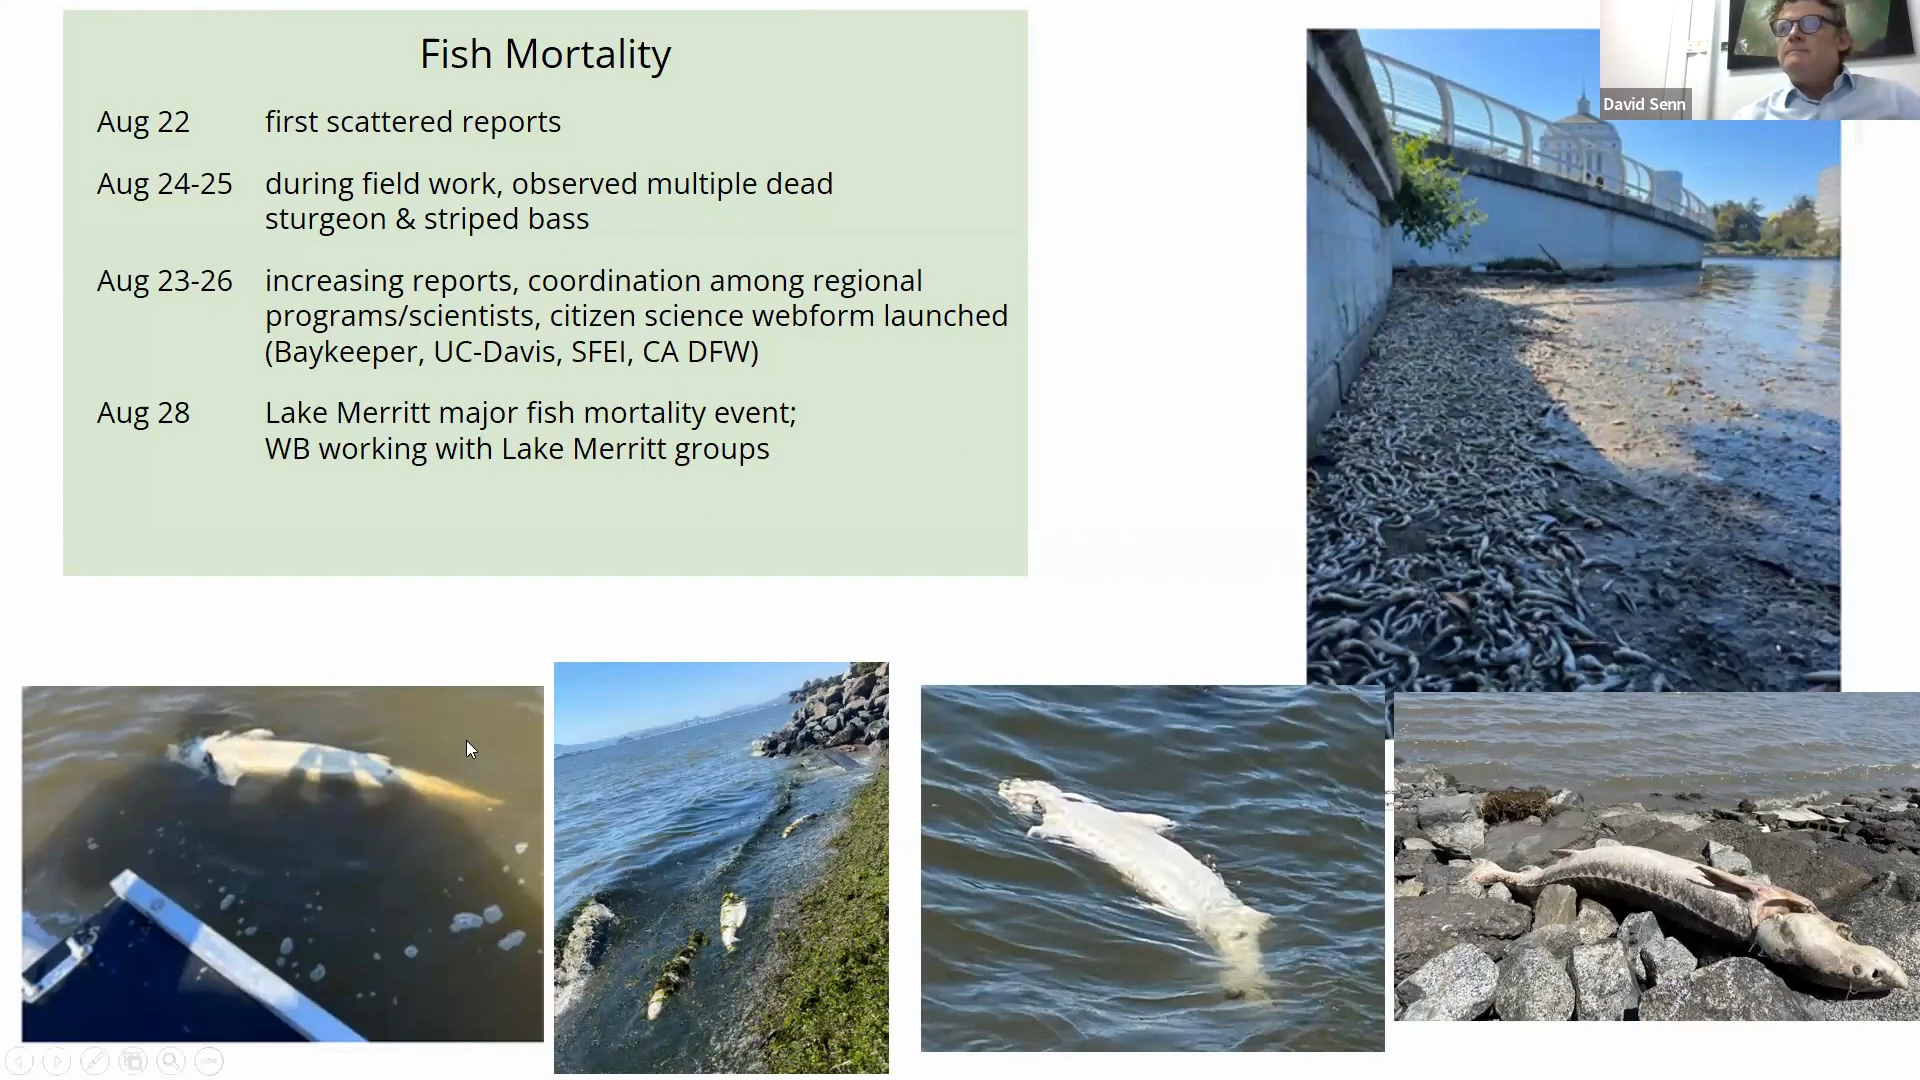 Fish Mortality
Aug 22 first scattered reports
Aug 24-25 during field work, observed multiple dead
sturgeon & striped bass
Aug 23-26 increasing reports, coordination among regional
programs/scientists, citizen science webform launched
(Baykeeper, UC-Davis, SFEI, CA DFW)
Aug 28 Lake Merritt major fish mortality event;
WB working with Lake Merritt groups
David Senn